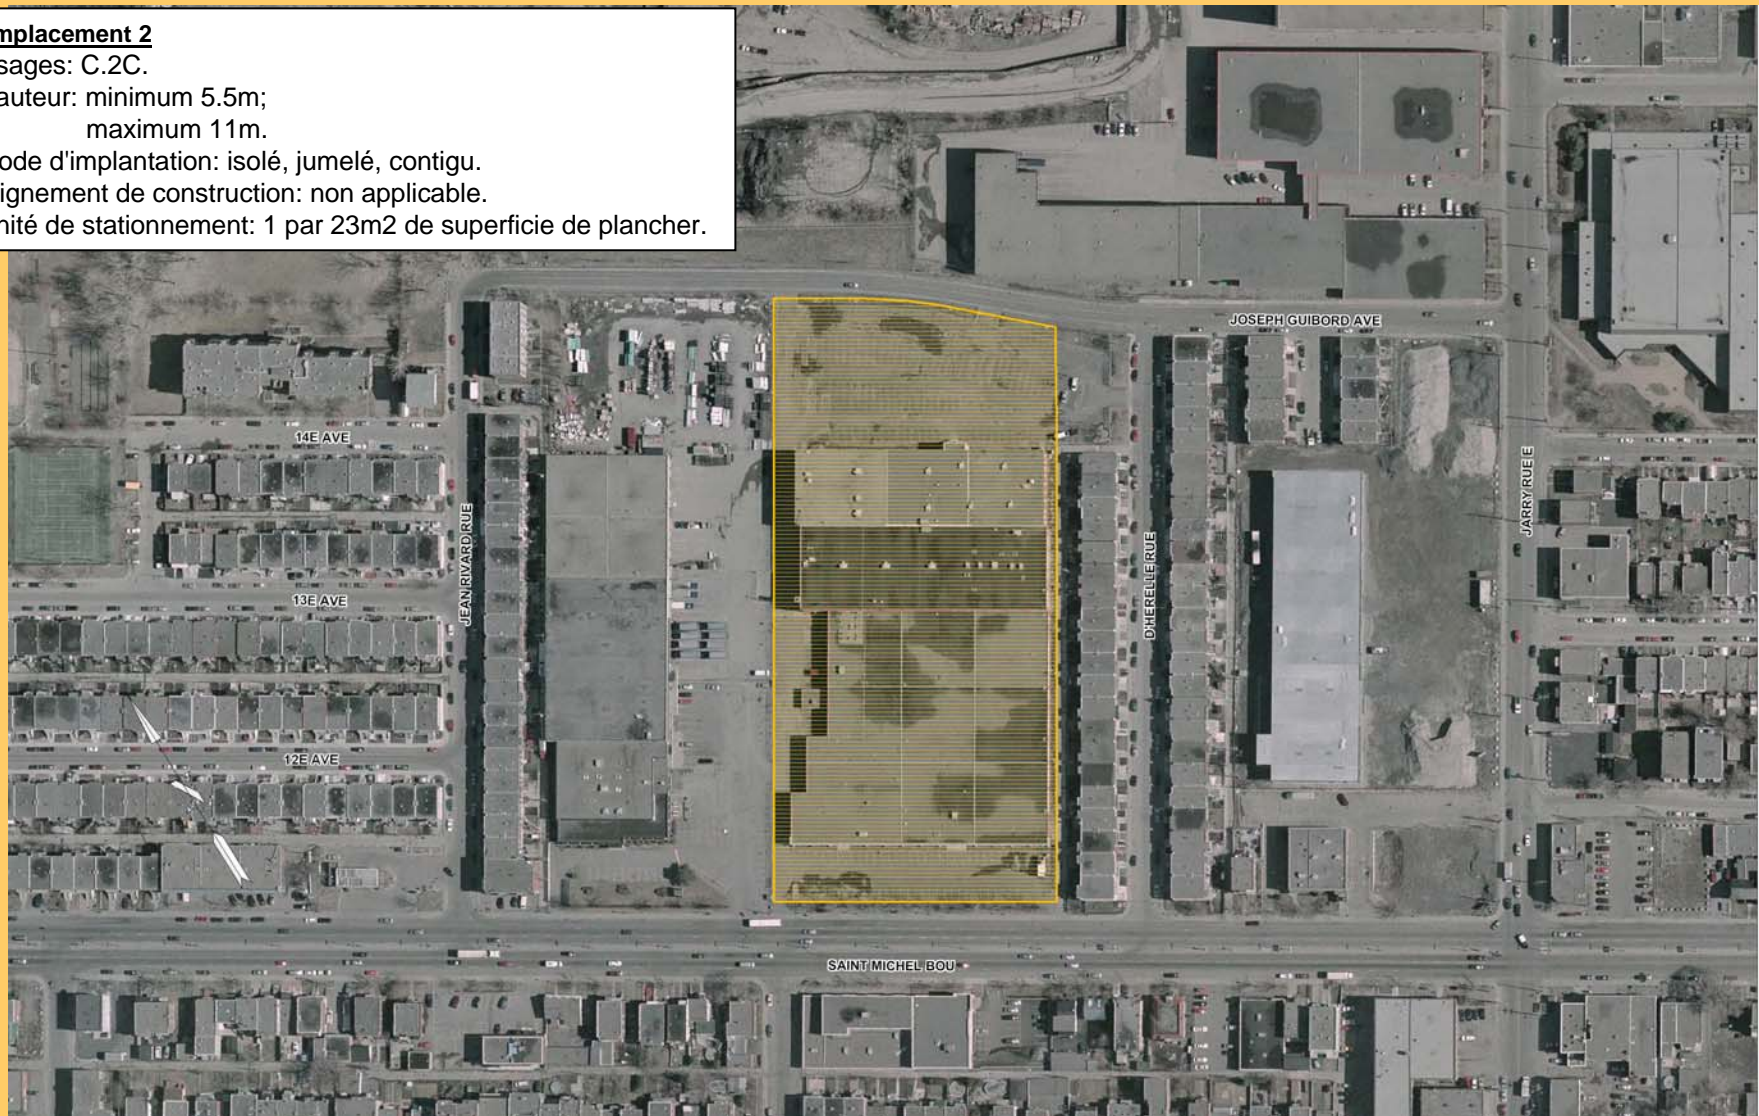 mplacement 2
sages: C.2C.
auteur: minimum 5.5m;
maximum 11m.
ode d'implantation: isolé, jumelé, contigu.
ignement de construction: non applicable.
nité de stationnement: 1 par 23m2 de superficie de plancher.
JOSEPH GUIBORD AVE
14E AVE
JEAN RIVARD RUE
D'HERELLE RUE
JARRY RUE E
13E AVE
12E AVE
SAINT MICHEL BOU